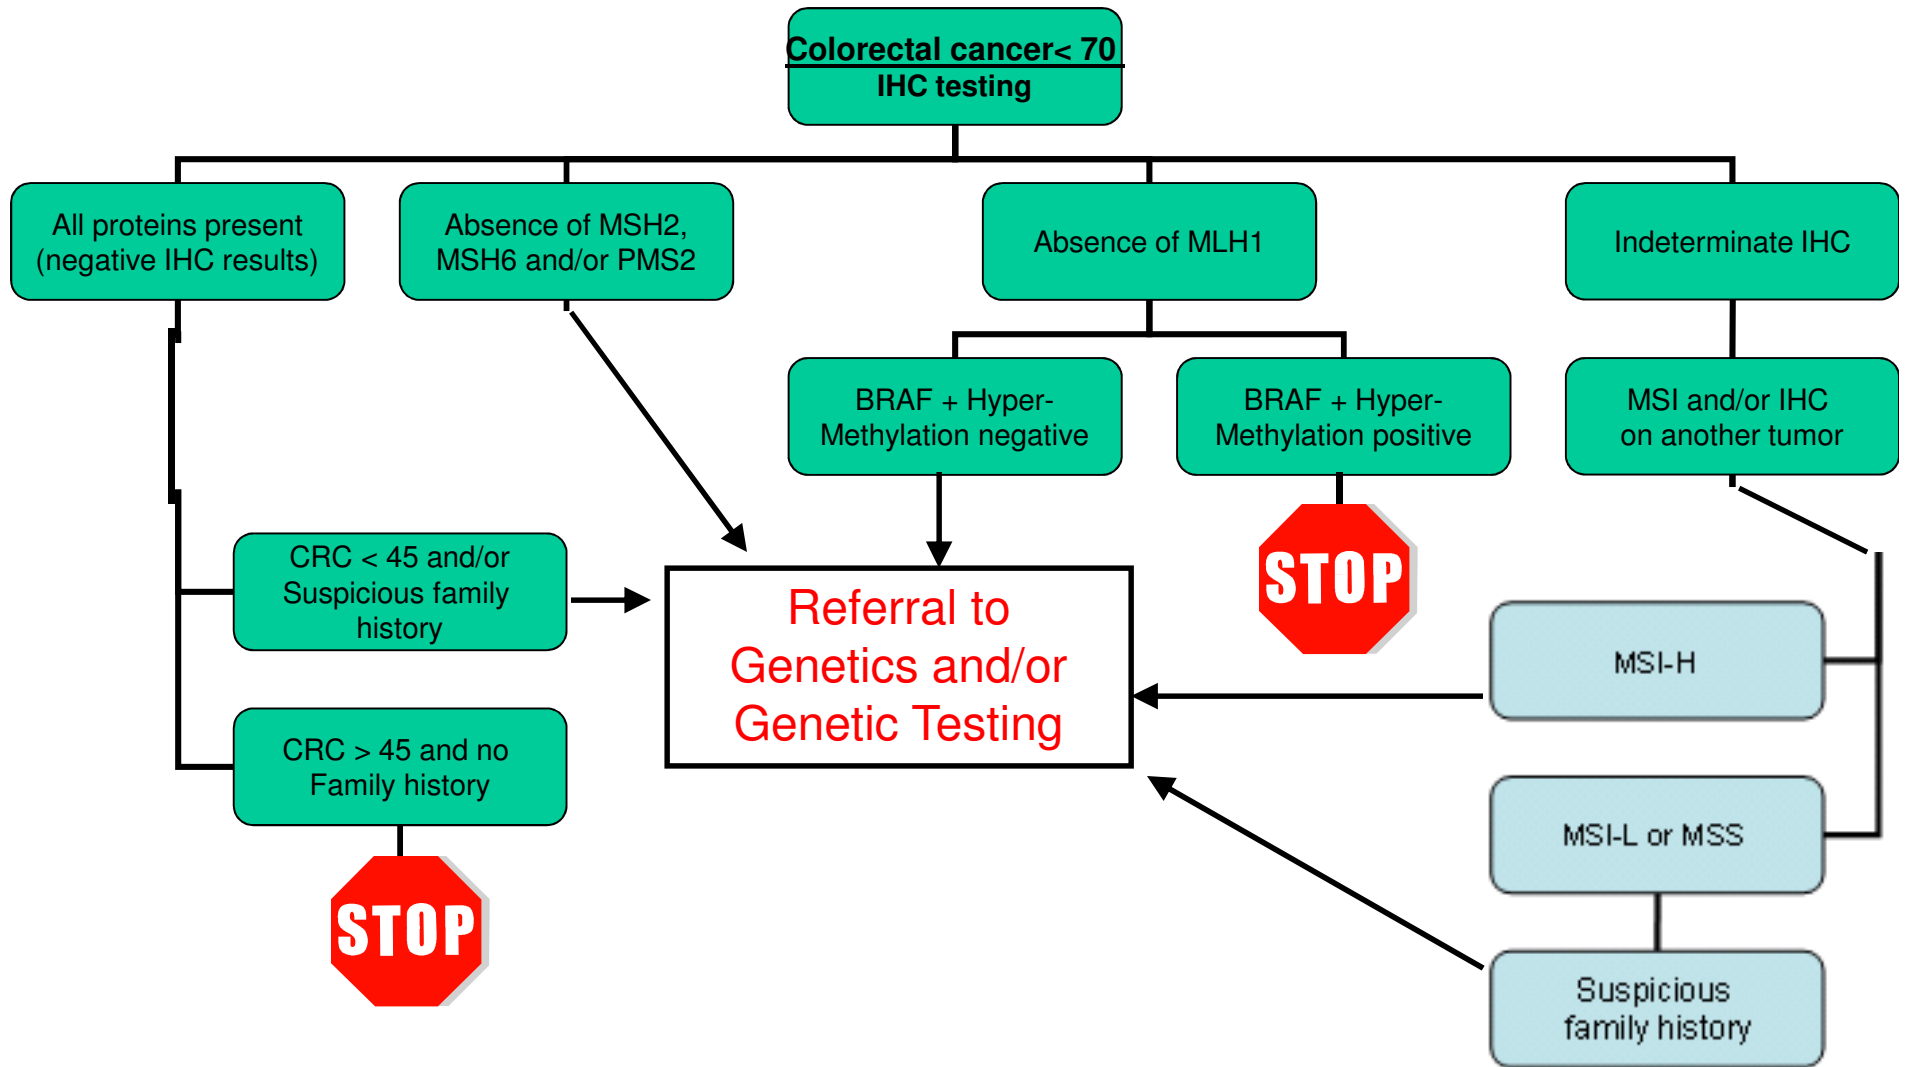 Colorectal cancer< 70
IHC testing
All proteins present
(negative IHC results)
Absence of MSH2,
MSH6 and/or PMS2
Absence of MLH1
Indeterminate IHC
BRAF + Hyper-
Methylation negative
BRAF + Hyper-
Methylation positive
MSI and/or IHC
on another tumor
CRC < 45 and/or
Suspicious family
history
Referral to
Genetics and/or
Genetic Testing
STOP
MSI-H
CRC > 45 and no
Family history
MSI-L or MSS
STOP
Suspicious
family history